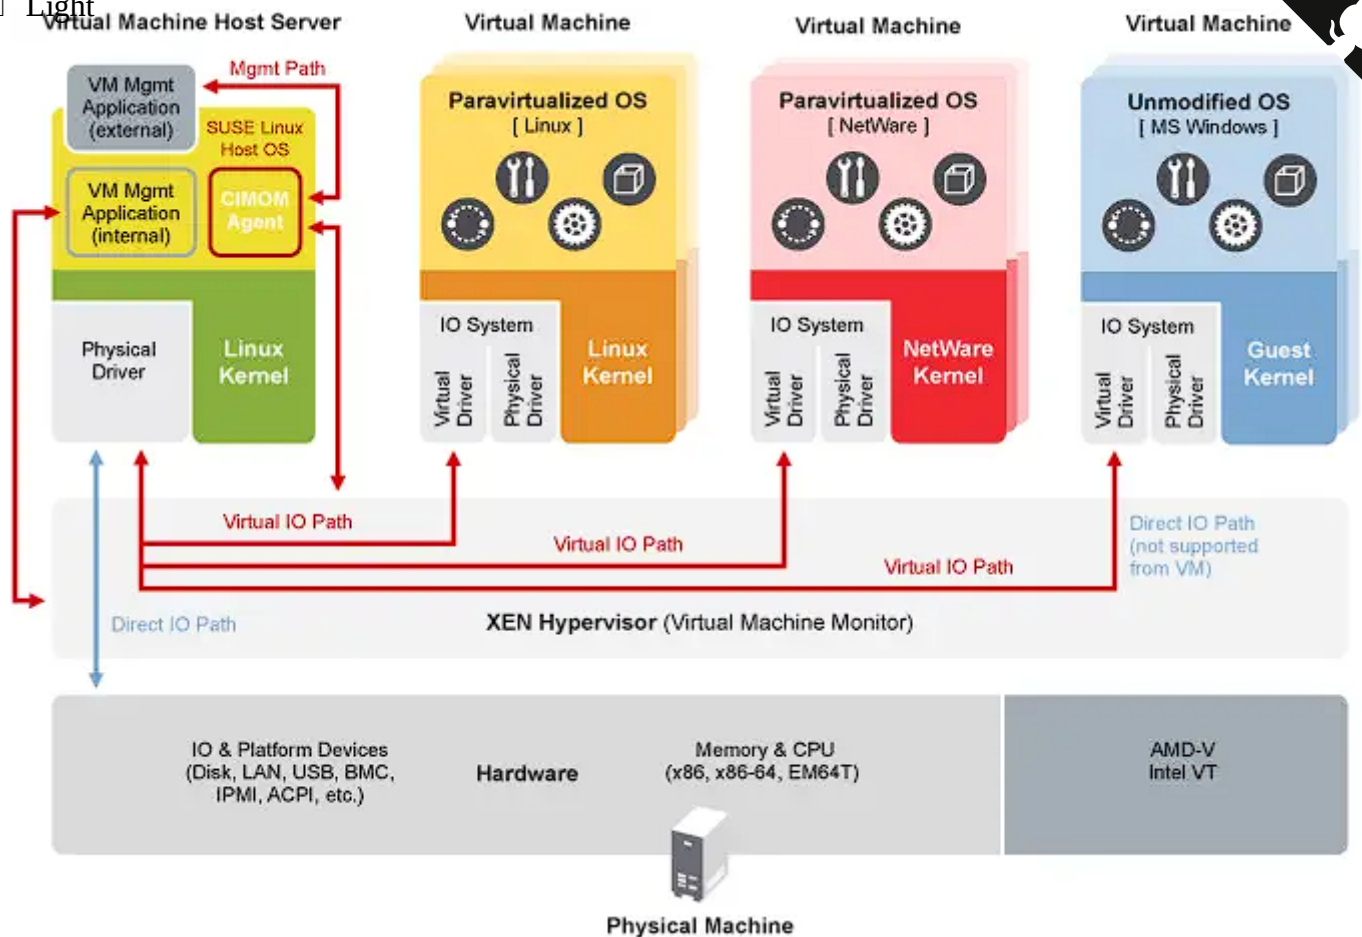 Light
Virtual Machine Host Server
Virtual Machine
Virtual Machine
Virtual Machine
Mgmt Path
VM Mgmt
Application
(external)
SUSE Linux
Host OS
VM Mgmt
Application
(internal)
CIMOM
Agent
Physical
Driver
Linux
Kernel
Paravirtualized OS
[ Linux ]
IO System
Virtual
Driver
Physical
Driver
Linux
Kernel
Paravirtualized OS
[ NetWare ]
IO System
Virtual
Driver
Physical
Driver
NetWare
Kernel
Unmodified OS
[ MS Windows ]
IO System
Virtual
Driver
Physical
Driver
Guest
Kernel
Virtual IO Path
Virtual IO Path
Virtual IO Path
Direct IO Path
(not supported
from VM)
Direct IO Path
XEN Hypervisor (Virtual Machine Monitor)
IO & Platform Devices
(Disk, LAN, USB, BMC,
IPMI, ACPI, etc.)
Hardware
Memory & CPU
(x86, x86-64, EM64T)
AMD-V
Intel VT
Physical Machine